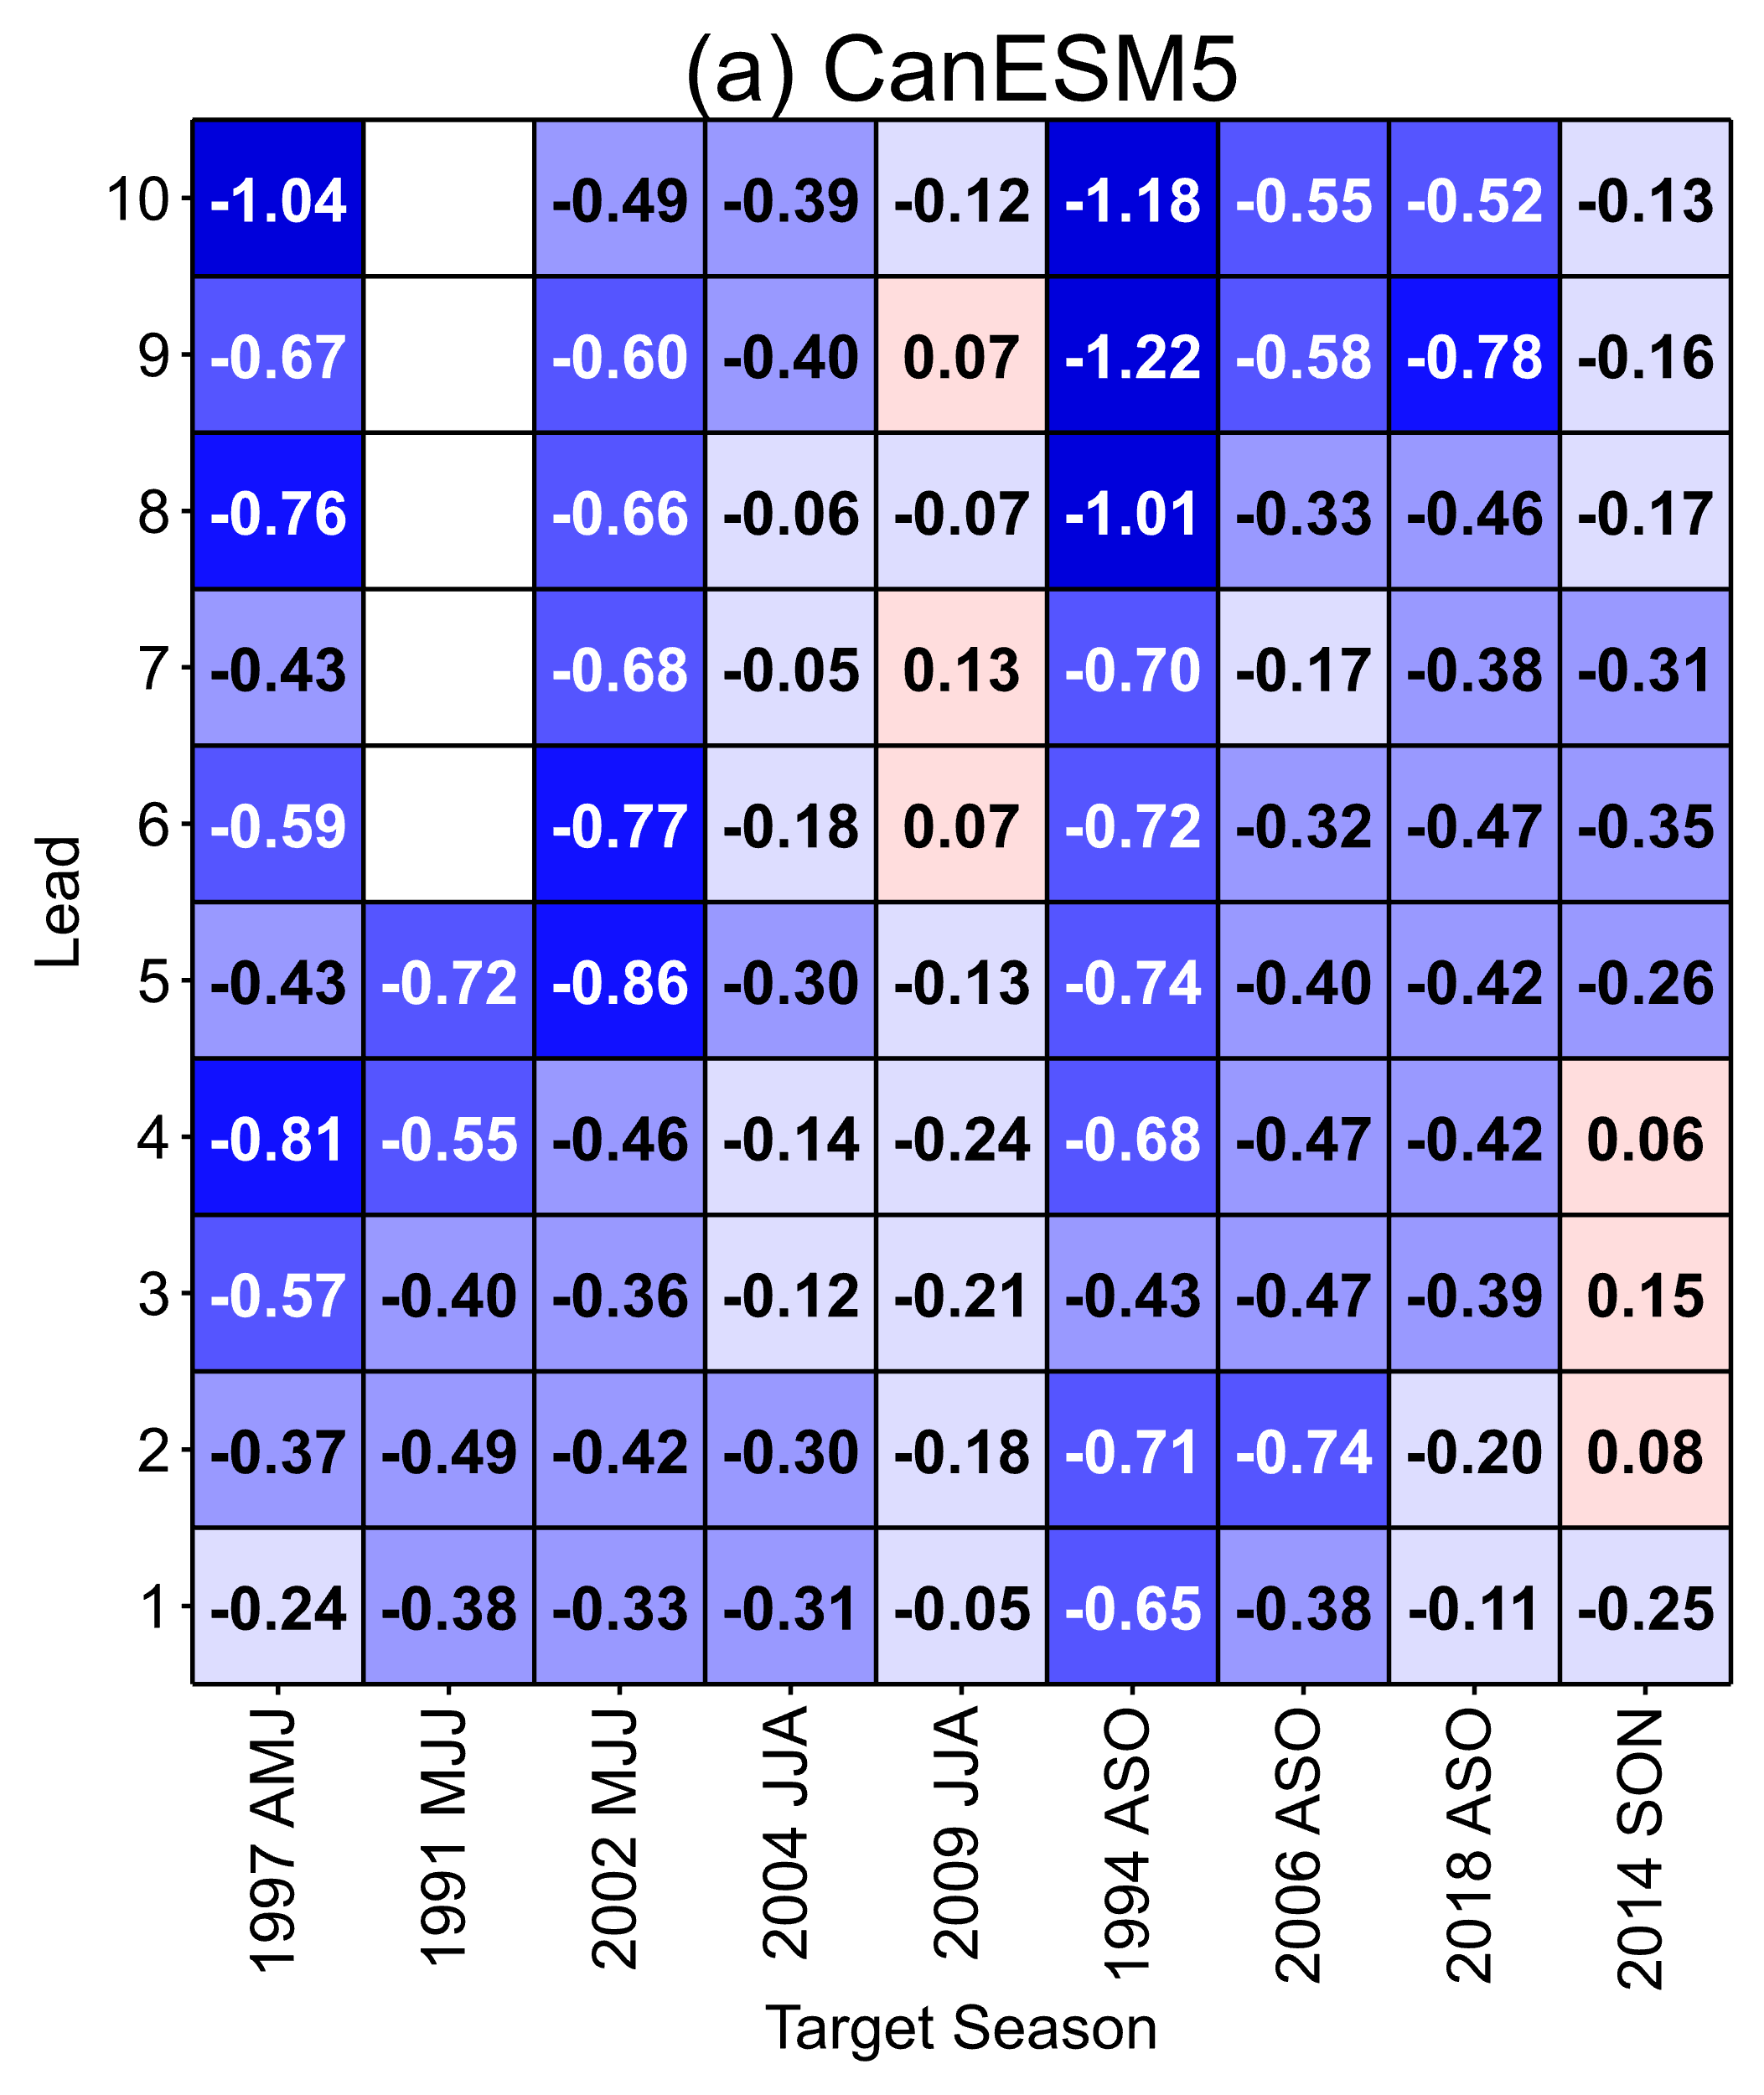 (a) CanESM5
10 -1.04 -0.49 -0.39 -0.12 -1.18 -0.55 -0.52 -0.13
9 -0.67 -0.60 -0.40 0.07 -1.22 -0.58 -0.78 -0.16
8 -0.76 -0.66 -0.06 -0.07 -1.01 -0.33 -0.46 -0.17
7 -0.43 -0.68 -0.05 0.13 -0.70 -0.17 -0.38 -0.31
6 -0.59 -0.77 -0.18 0.07 -0.72 -0.32 -0.47 -0.35
5 -0.43 -0.72 -0.86 -0.30 -0.13 -0.74 -0.40 -0.42 -0.26
4 -0.81 -0.55 -0.46 -0.14 -0.24 -0.68 -0.47 -0.42 0.06
3 -0.57 -0.40 -0.36 -0.12 -0.21 -0.43 -0.47 -0.39 0.15
2 -0.37 -0.49 -0.42 -0.30 -0.18 -0.71 -0.74 -0.20 0.08
1 -0.24 -0.38 -0.33 -0.31 -0.05 -0.65 -0.38 -0.11 -0.25
Lead
1997 AMJ
1991 MJJ
2002 MJJ
2004 JJA
2009 JJA
1994 ASO
2006 ASO
2018 ASO
2014 SON
Target Season